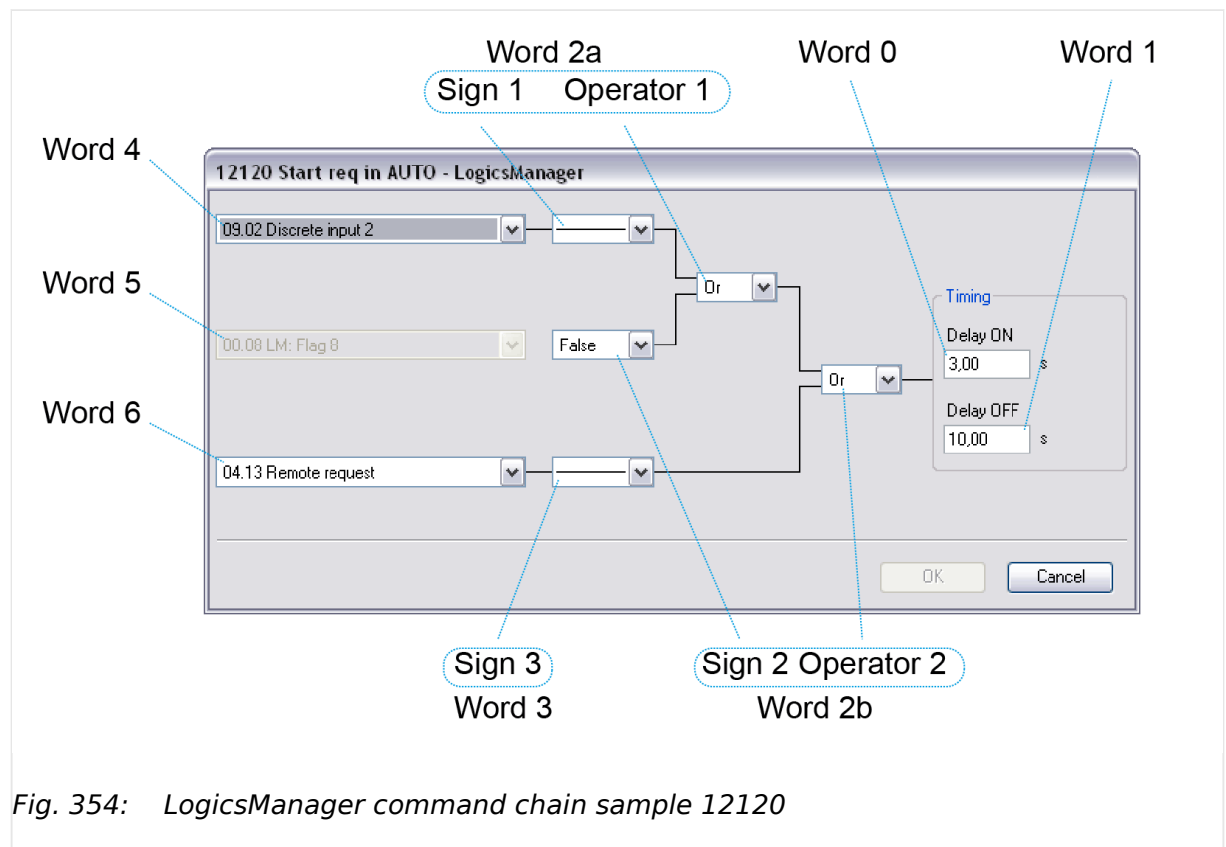 Word 2a Word 0 Word 1
Sign 1 Operator 1
Word 4
12120 Start req in AUTO - LogicsManager
09.02 Discrete input 2
Word 5
Or
Timing
Delay ON
00.08 LM: Flag 8 False
3,00 s
Or
Word 6
Delay OFF
10,00 s
04.13 Remote request
OK Cancel
Sign 3 Sign 2 Operator 2
Word 3 Word 2b
Fig. 354: LogicsManager command chain sample 12120